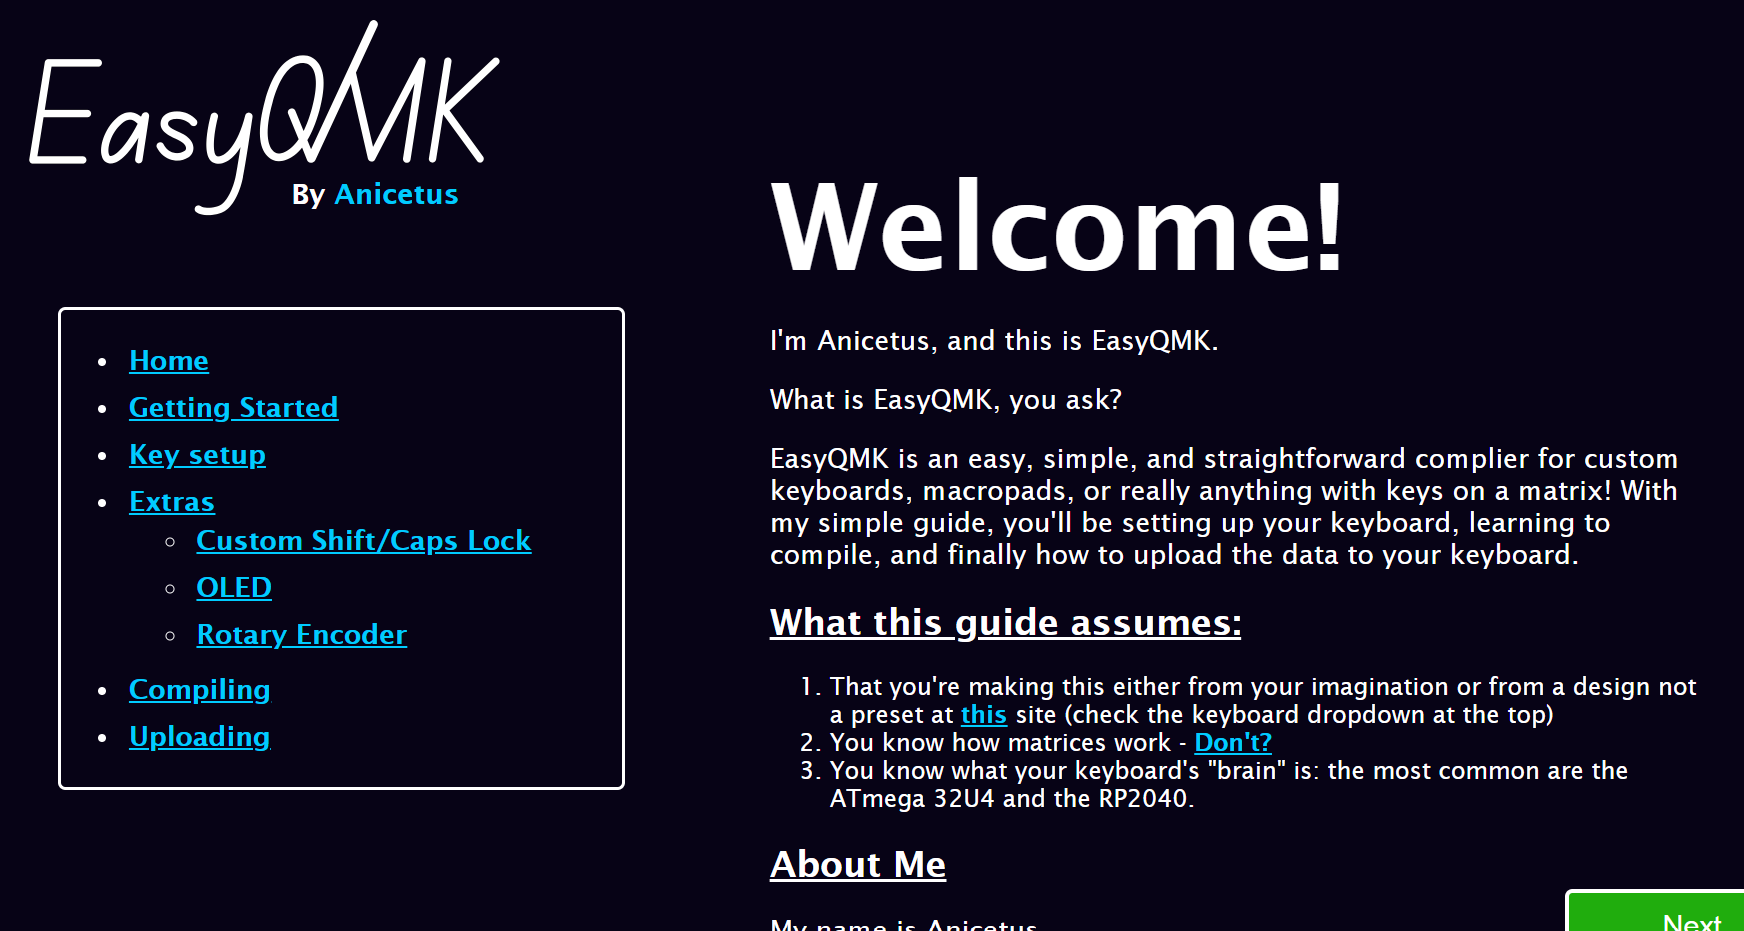 EasyQMK
By Anicetus
Home
Getting Started
Key setup
Extras
Custom Shift/Caps Lock
OLED
Rotary Encoder
Compiling
Uploading
Welcome!
I'm Anicetus, and this is EasyQMK.
What is EasyQMK, you ask?
EasyQMK is an easy, simple, and straightforward complier for custom
keyboards, macropads, or really anything with keys on a matrix! With
my simple guide, you'll be setting up your keyboard, learning to
compile, and finally how to upload the data to your keyboard.
What this guide assumes:
1. That you're making this either from your imagination or from a design not
a preset at this site (check the keyboard dropdown at the top)
2. You know how matrices work - Don't?
3. You know what your keyboard's "brain" is: the most common are the
ATmega 32U4 and the RP2040.
About Me
My name is Anicetus
Next